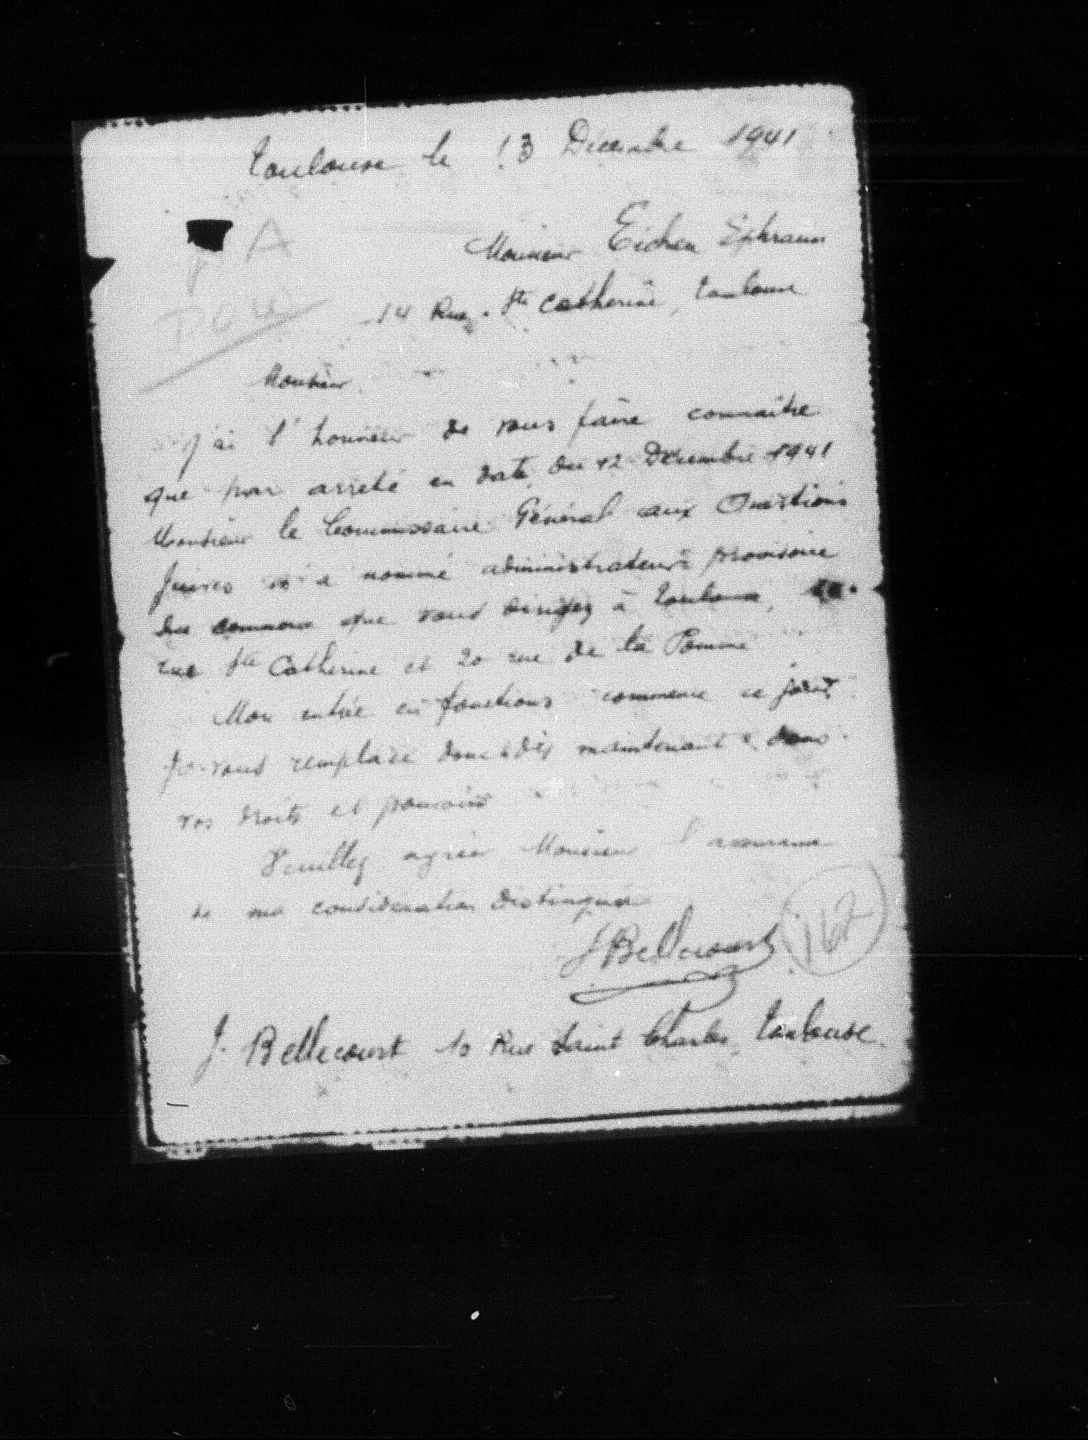 Toulouse le 13 Décembre 1941
Monsieur Eichen Ephraim
14 Rue Ste Catherine, Toulouse
Monsieur
J'ai l'honneur de vous faire connaître
que par arrêté en date du 12 Décembre 1941
Monsieur le Commissaire Général aux Questions
Juives m'a nommé administrateur provisoire
du commerce que vous dirigez à Toulouse,
rue Ste Catherine et 20 rue de la Pomme
Mon entrée en fonctions commence ce jour
Je vous remplace donc dès maintenant dans
vos droits et pouvoirs
Veuillez agréer Monsieur l'assurance
de ma considération distinguée
J Bellecourt
167
J. Bellecourt 10 Rue Saint Charles, Toulouse.